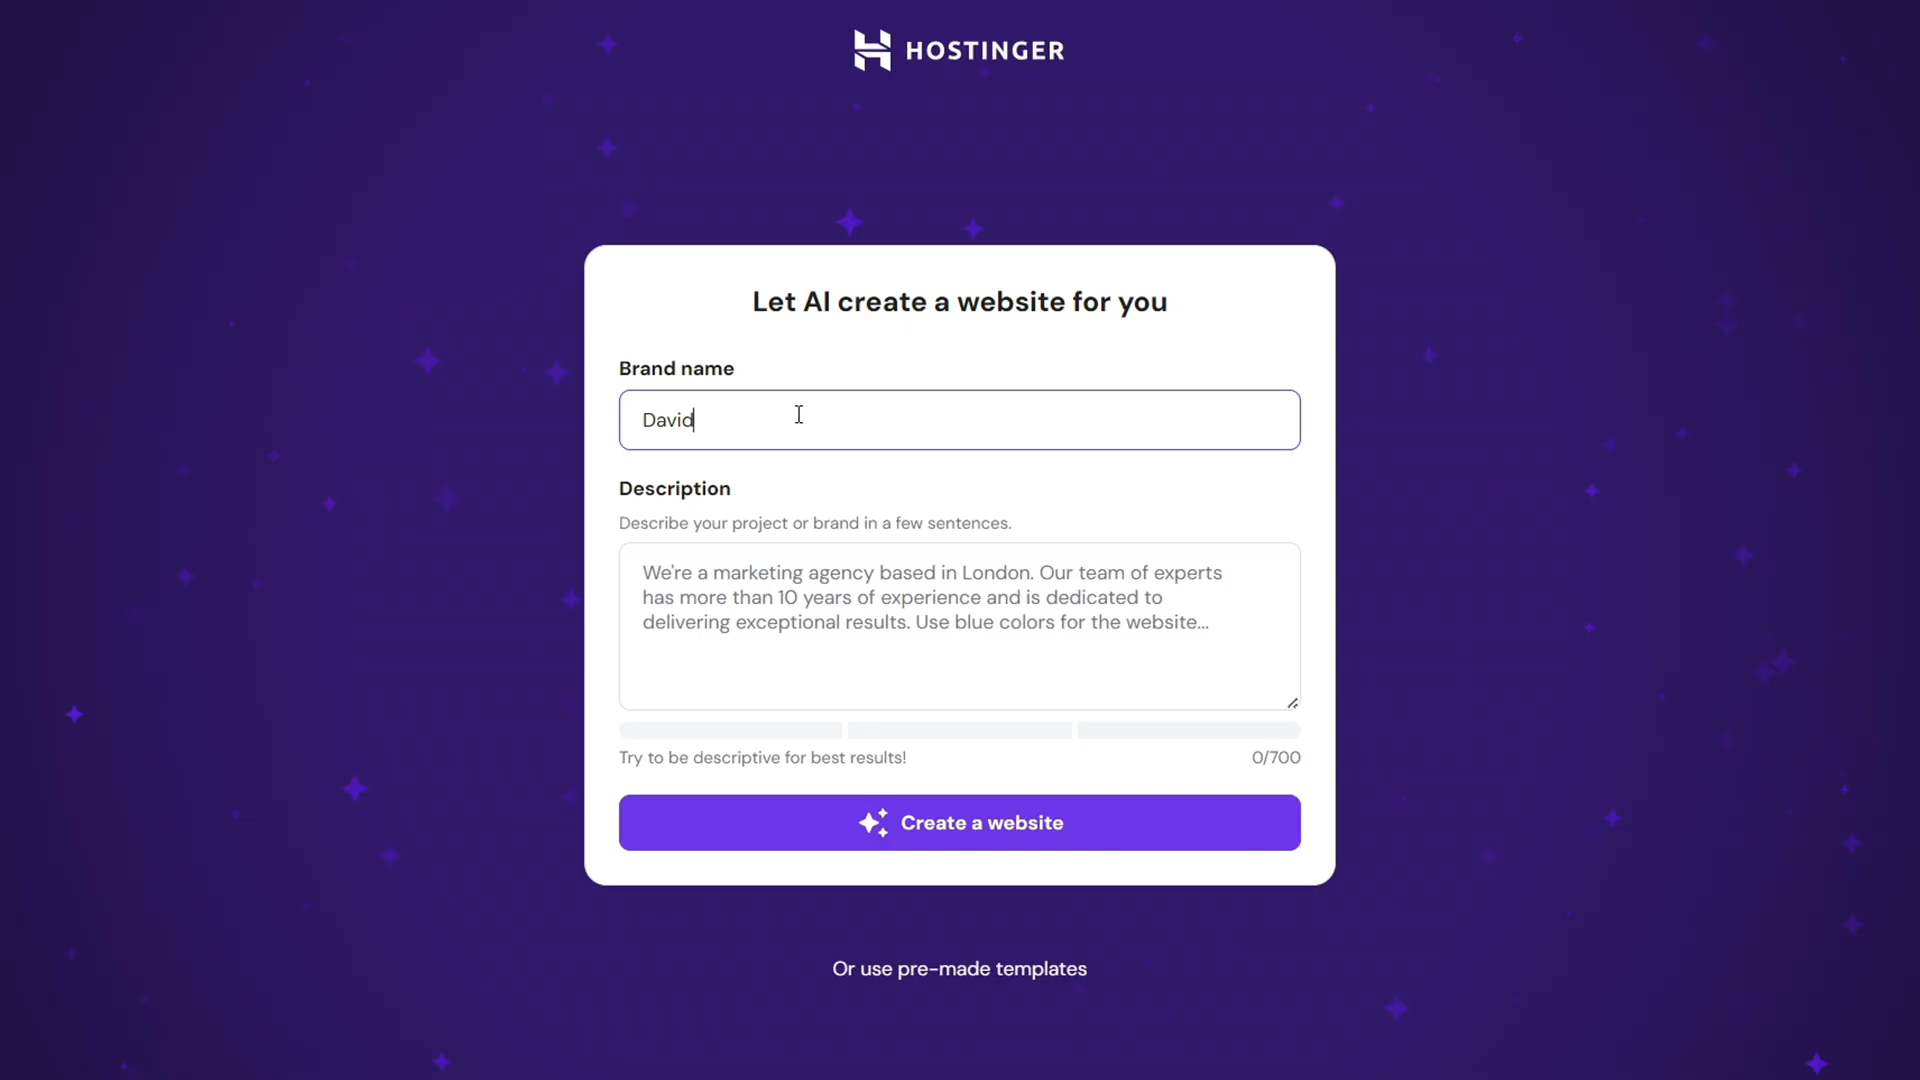 HOSTINGER
Let AI create a website for you
Brand name
David
Description
Describe your project or brand in a few sentences.
We're a marketing agency based in London. Our team of experts
has more than 10 years of experience and is dedicated to
delivering exceptional results. Use blue colors for the website...
Try to be descriptive for best results! 0/700
Create a website
Or use pre-made templates